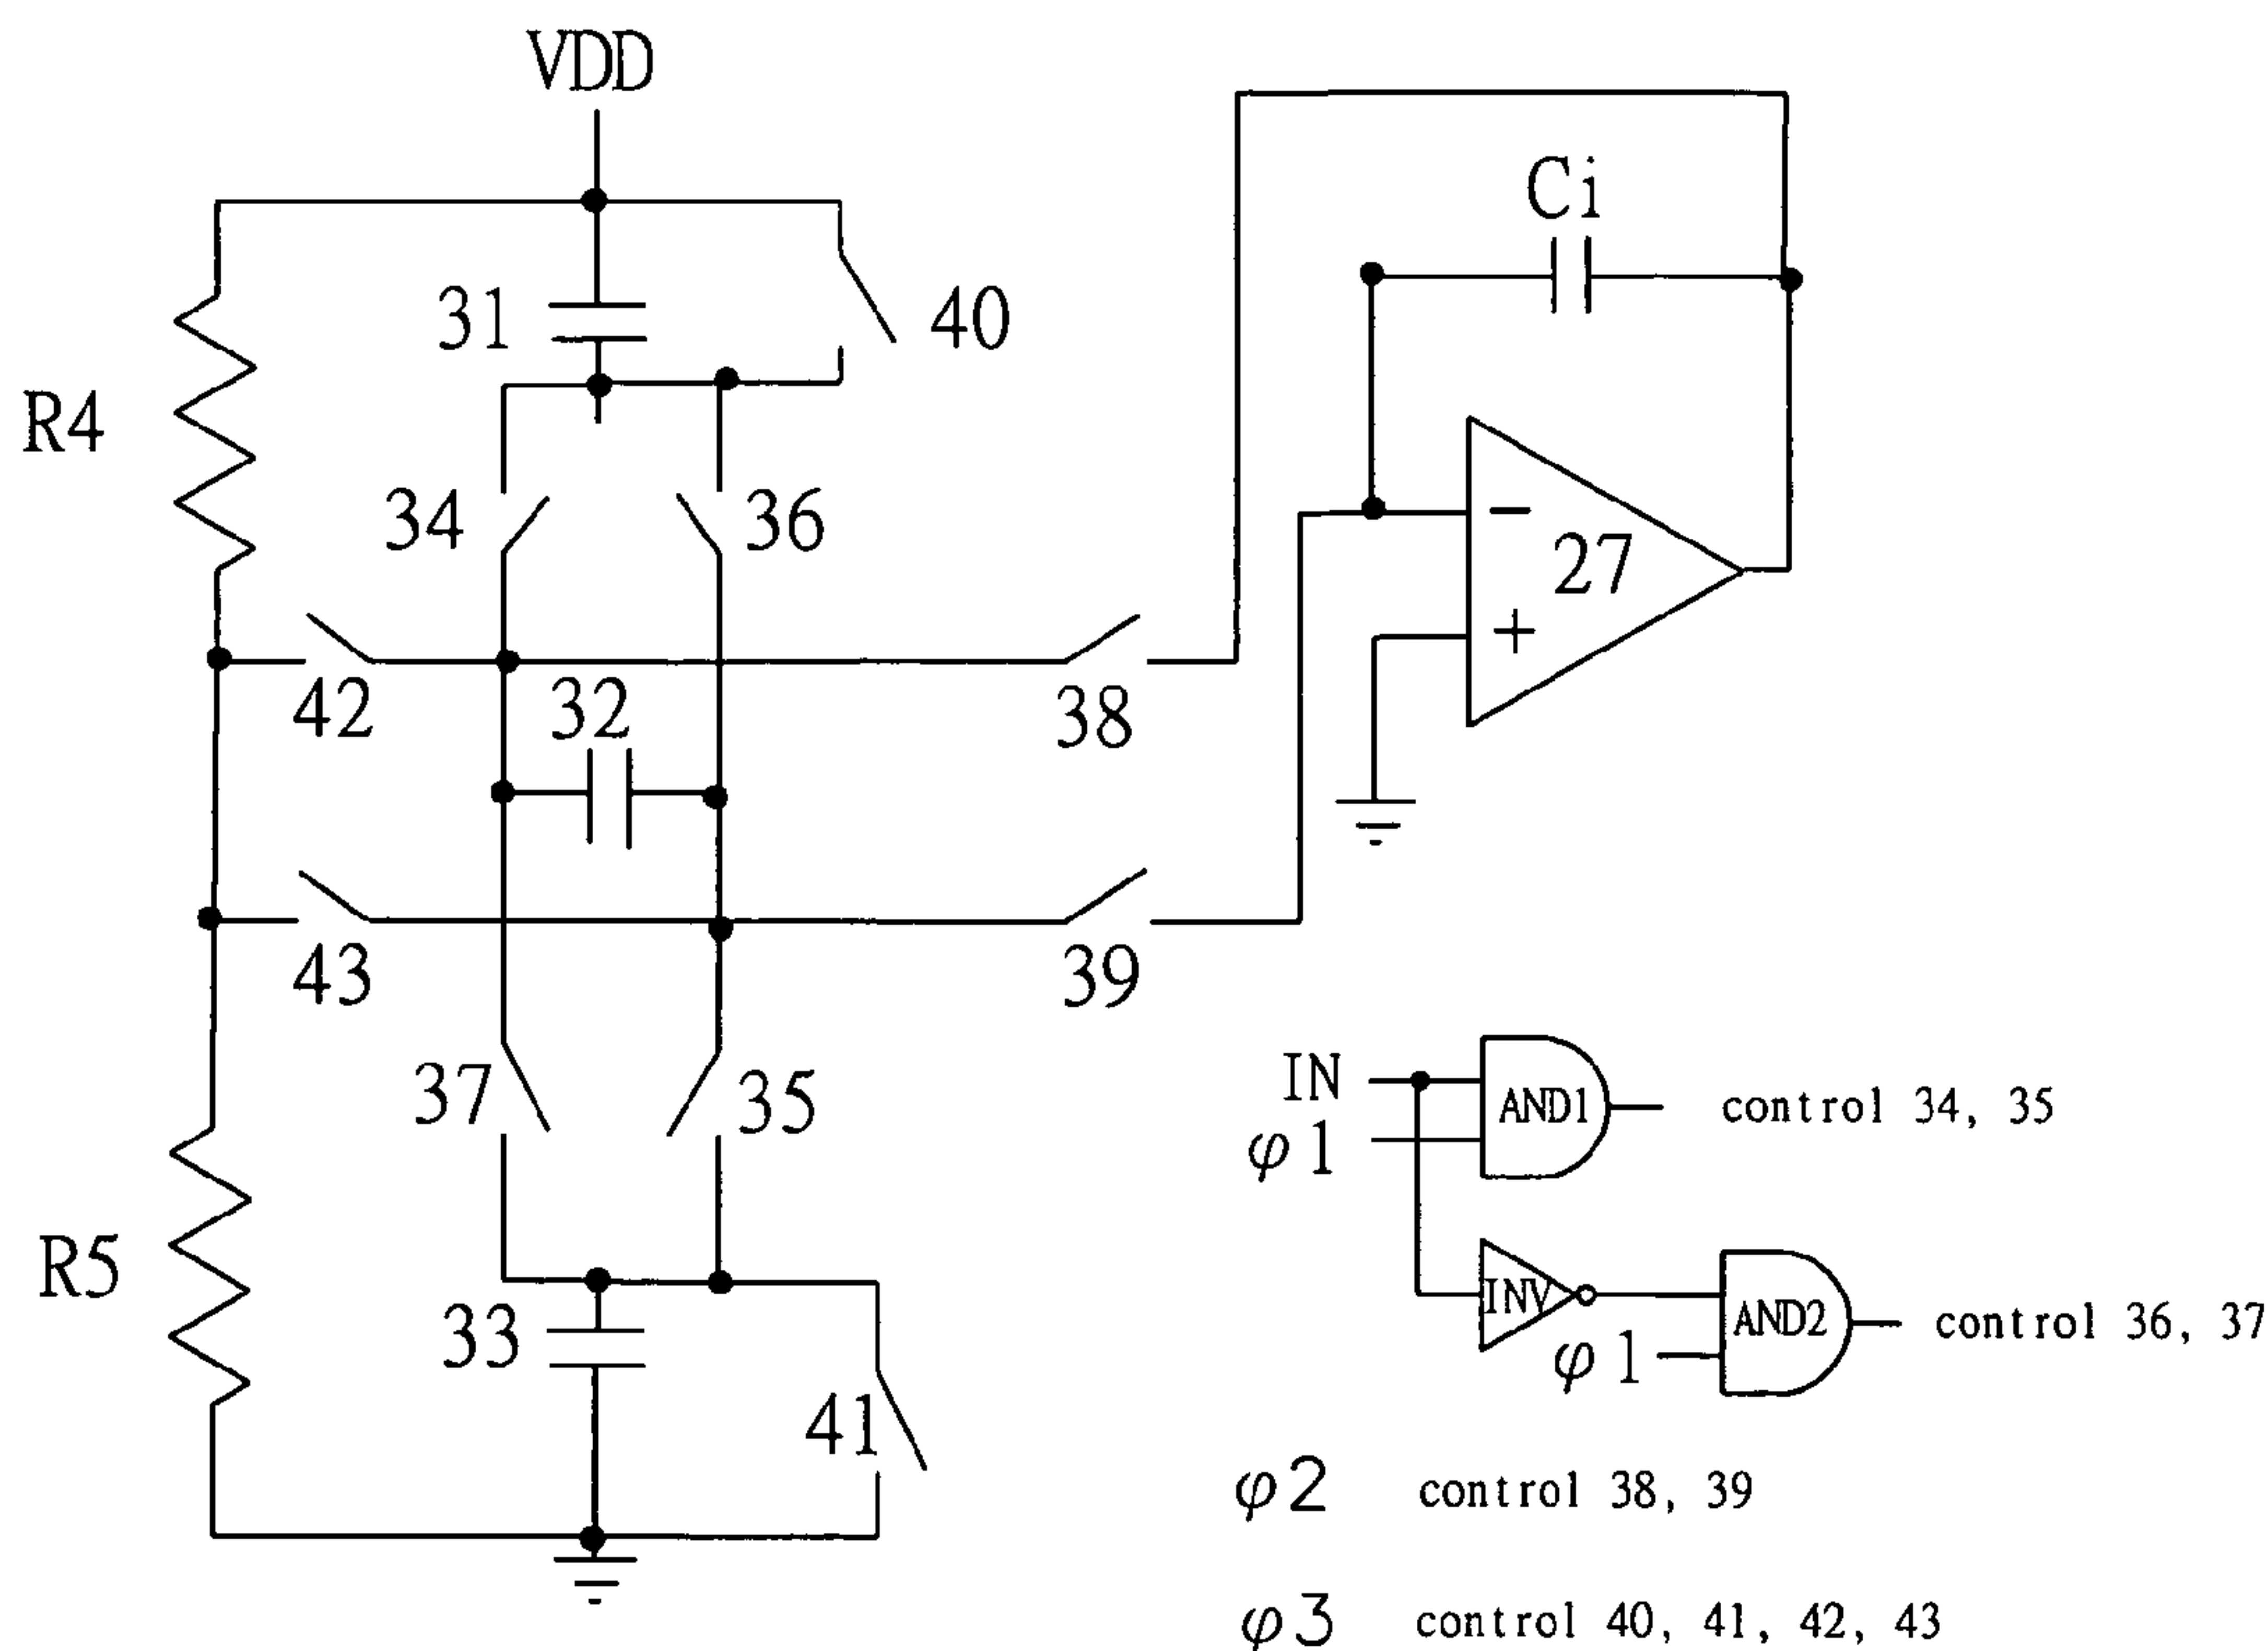 VDD
Ci
31
40
R4
34
36
27
−
+
42
32
38
43
39
37
35
IN
φ1
AND1
control 34, 35
R5
INV
AND2
control 36, 37
φ1
33
41
φ2 control 38, 39
φ3 control 40, 41, 42, 43